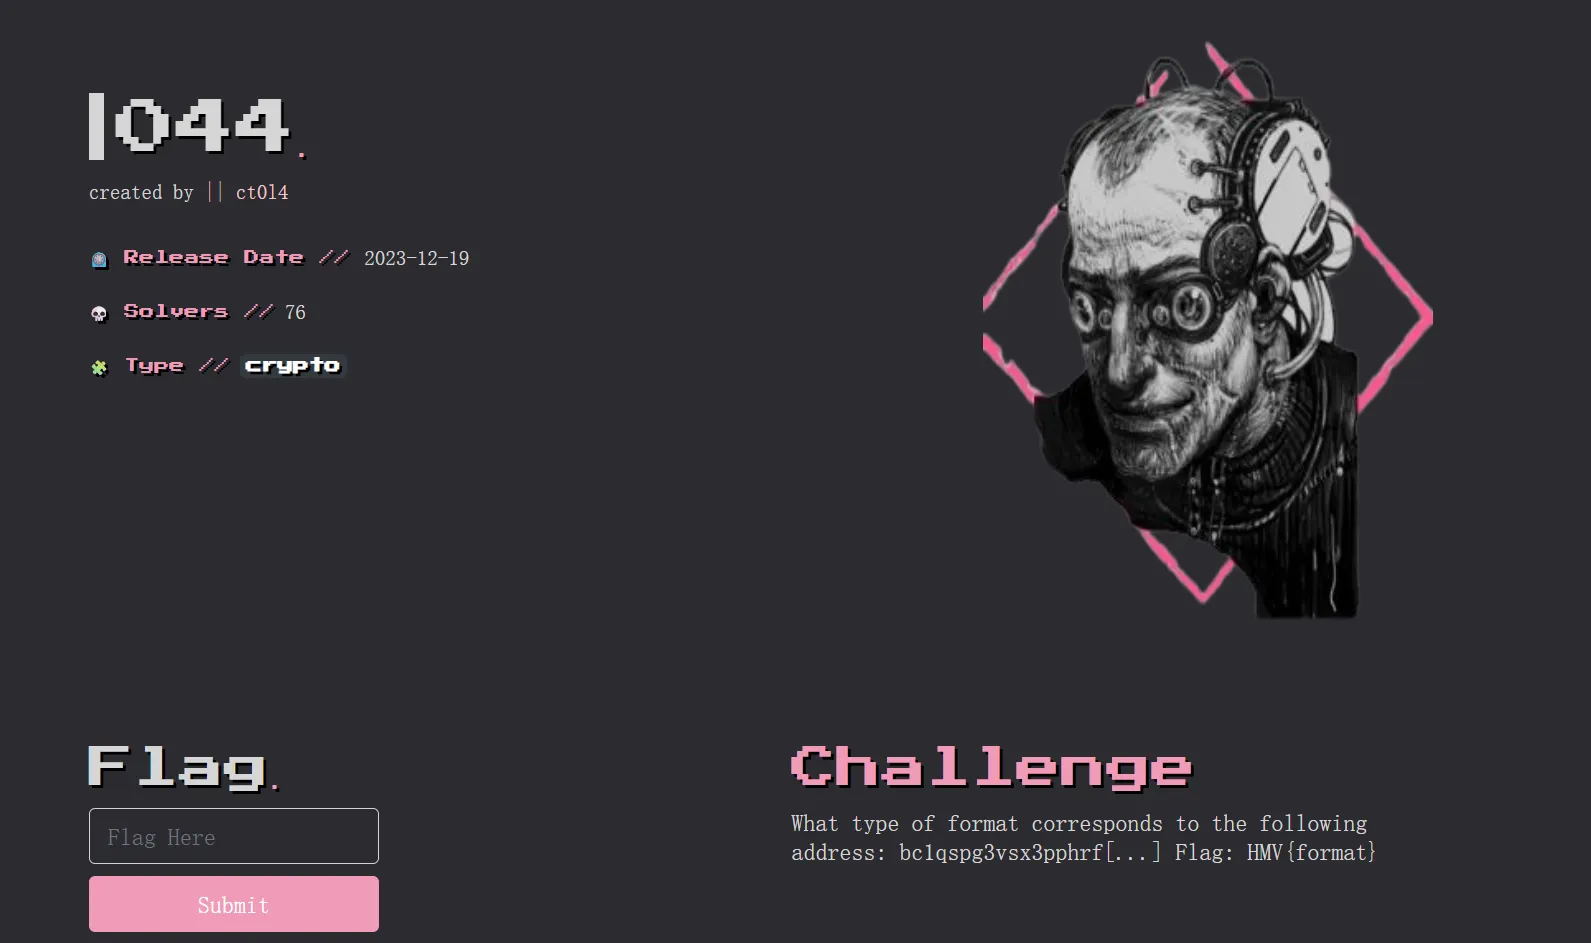 |044.
created by || ct0l4
Release Date // 2023-12-19
Solvers // 76
Type // crypto
Flag.
Flag Here
Submit
Challenge
What type of format corresponds to the following
address: bc1qspg3vsx3pphrf[...] Flag: HMV{format}